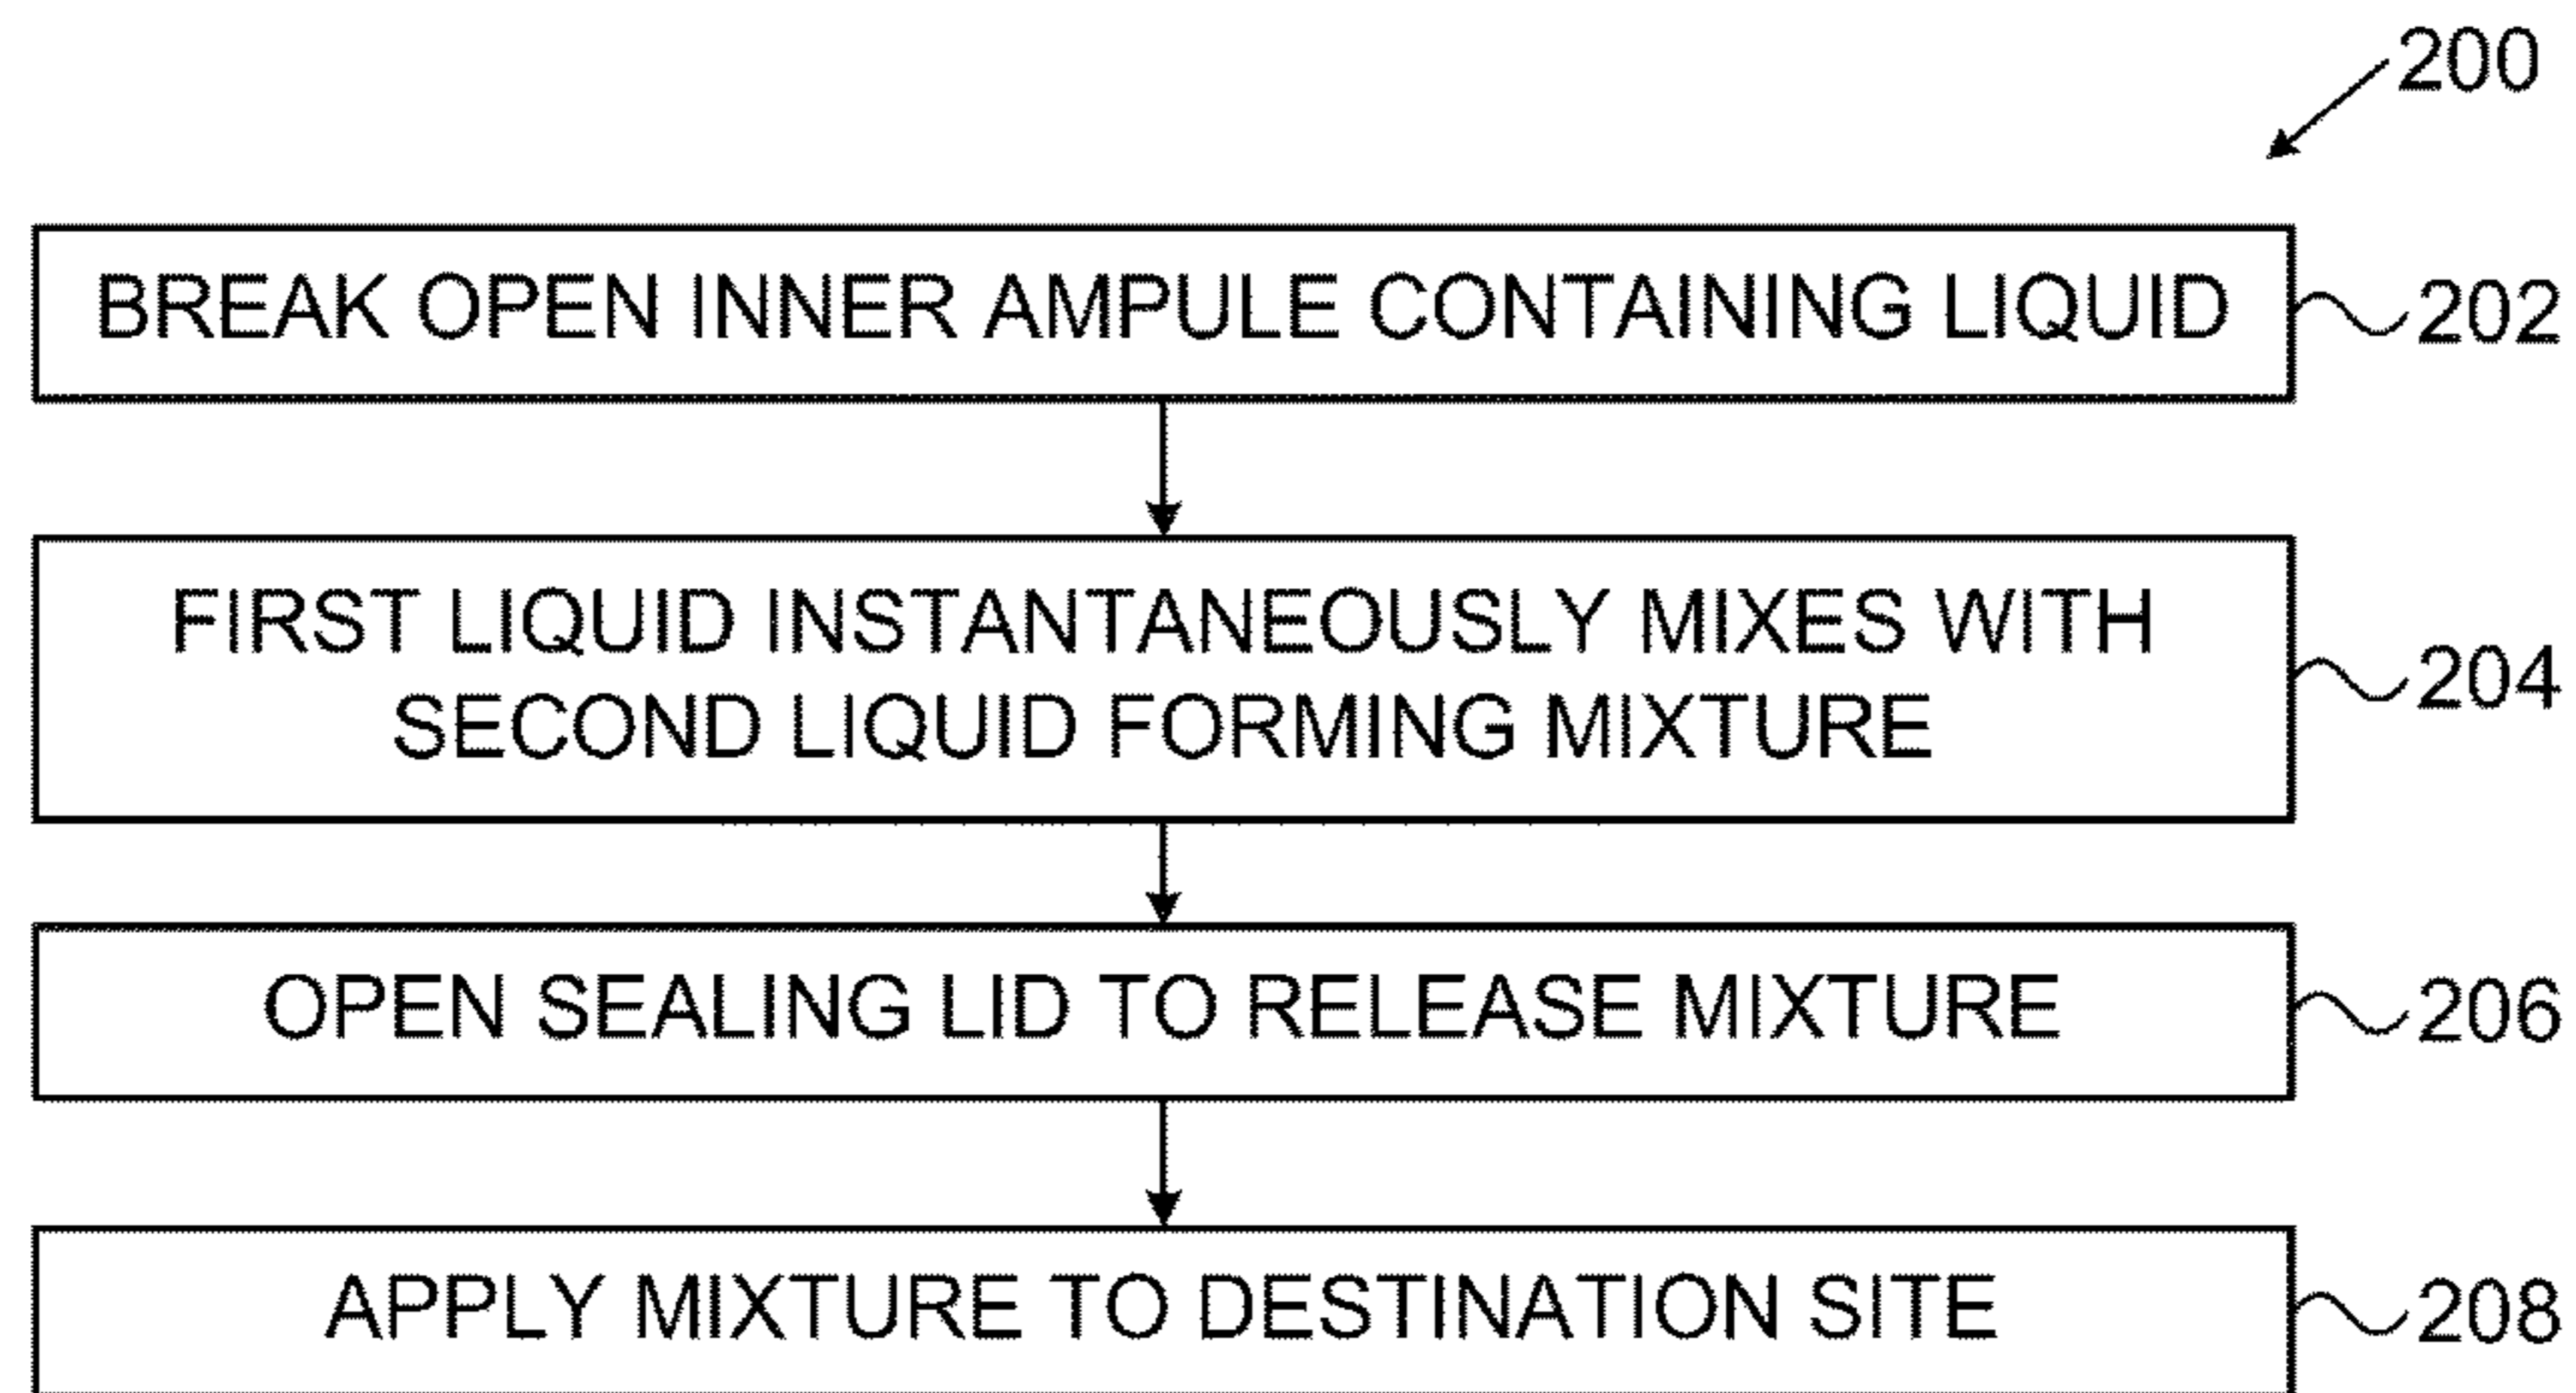 200
BREAK OPEN INNER AMPULE CONTAINING LIQUID
202
FIRST LIQUID INSTANTANEOUSLY MIXES WITH
SECOND LIQUID FORMING MIXTURE
204
OPEN SEALING LID TO RELEASE MIXTURE
206
APPLY MIXTURE TO DESTINATION SITE
208